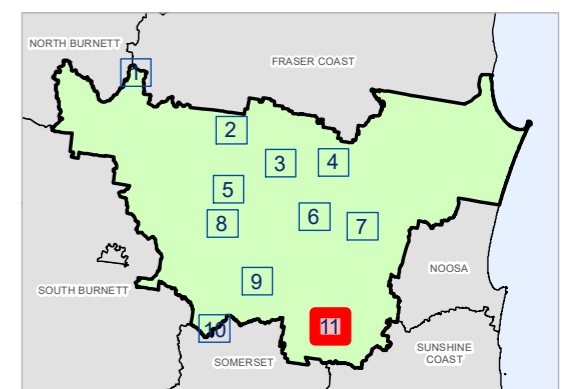 NORTH BURNETT
FRASER COAST
1
2
3
4
5
6
7
8
9
NOOSA
SOUTH BURNETT
10
11
SOMERSET
SUNSHINE
COAST